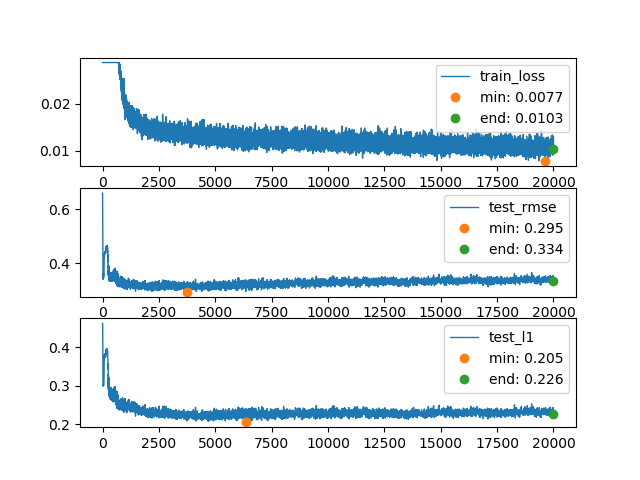 train_loss
min: 0.0077
end: 0.0103
0.02
0.01
0 2500 5000 7500 10000 12500 15000 17500 20000
test_rmse
min: 0.295
end: 0.334
0.6
0.4
0 2500 5000 7500 10000 12500 15000 17500 20000
test_l1
min: 0.205
end: 0.226
0.4
0.3
0.2
0 2500 5000 7500 10000 12500 15000 17500 20000